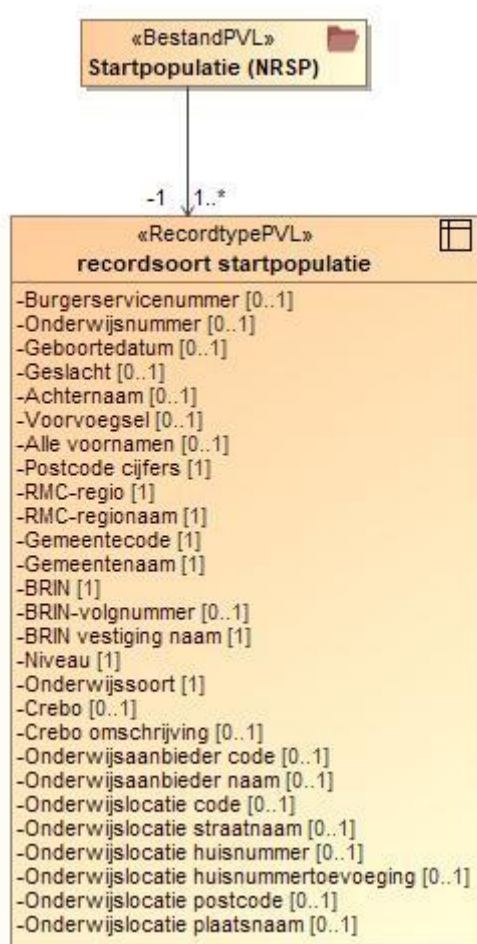 «BestandPVL»
Startpopulatie (NRSP)
-1 1..*
«RecordtypePVL»
recordsoort startpopulatie
-Burgerservicenummer [0..1]
-Onderwijsnummer [0..1]
-Geboortedatum [0..1]
-Geslacht [0..1]
-Achternaam [0..1]
-Voorvoegsel [0..1]
-Alle voornamen [0..1]
-Postcode cijfers [1]
-RMC-regio [1]
-RMC-regionaam [1]
-Gemeentecode [1]
-Gemeentenaam [1]
-BRIN [1]
-BRIN-volgnummer [0..1]
-BRIN vestiging naam [1]
-Niveau [1]
-Onderwijssoort [1]
-Crebo [0..1]
-Crebo omschrijving [0..1]
-Onderwijsaanbieder code [0..1]
-Onderwijsaanbieder naam [0..1]
-Onderwijslocatie code [0..1]
-Onderwijslocatie straatnaam [0..1]
-Onderwijslocatie huisnummer [0..1]
-Onderwijslocatie huisnummertoevoeging [0..1]
-Onderwijslocatie postcode [0..1]
-Onderwijslocatie plaatsnaam [0..1]